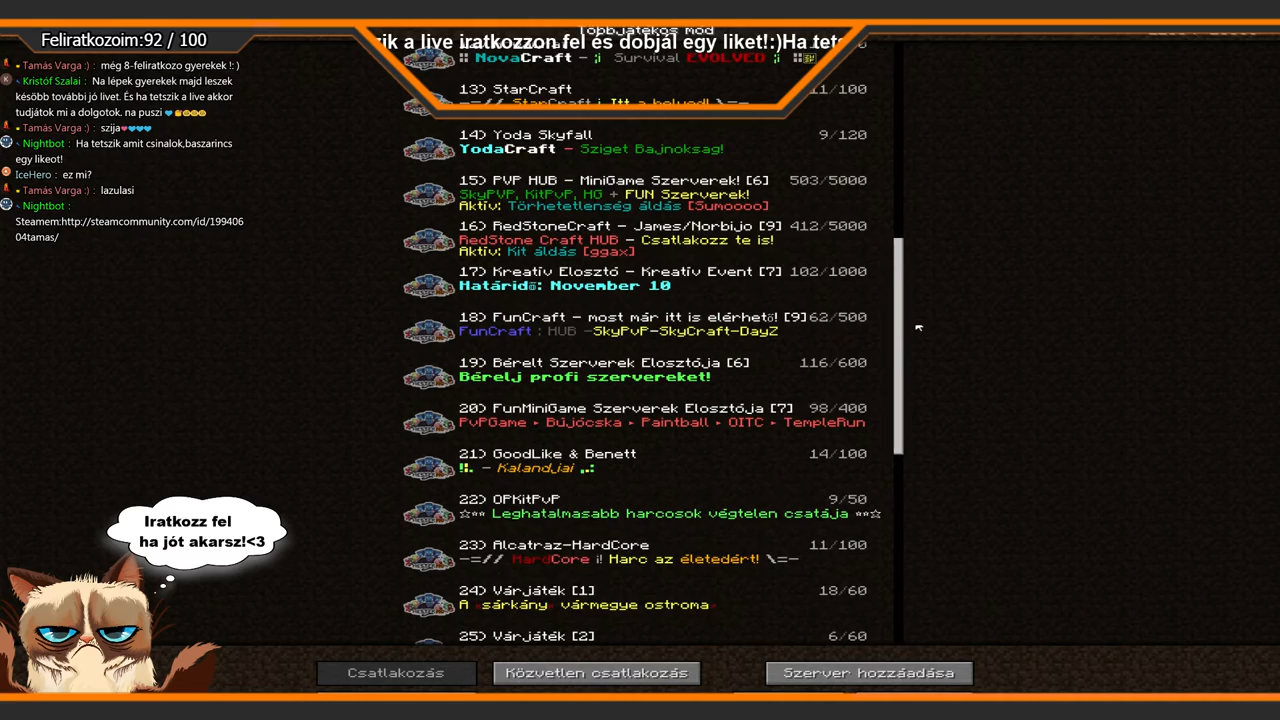 Többjátékos mód
Feliratkozoim:92 / 100
zik a live iratkozzon fel és dobjál egy liket!:)Ha tets
Tamás Varga :) : még 8-feliratkozo gyerekek !: )
Kristóf Szalai : Na lépek gyerekek majd leszek
később további jó livet. És ha tetszik a live akkor
tudjátok mi a dolgotok. na puszi
Tamás Varga :) : szija
Nightbot : Ha tetszik amit csinalok,baszarincs
egy likeot!
IceHero : ez mi?
Tamás Varga :) : lazulasi
Nightbot :
Steamem:http://steamcommunity.com/id/199406
04tamas/
NovaCraft - Survival EVOLVED
13) StarCraft 11/100
-=// StarCraft ¡ Itt a helyed! \=-
14) Yoda Skyfall 9/120
YodaCraft - Sziget Bajnokság!
15) PVP HUB - MiniGame Szerverek! [6] 503/5000
SkyPVP, KitPvP, HG + FUN Szerverek!
Aktív: Törhetetlenség áldás [Sumoooo]
16) RedStoneCraft - James/Norbijo [9] 412/5000
RedStone Craft HUB - Csatlakozz te is!
Aktív: Kit áldás [ggax]
17) Kreatív Elosztó - Kreatív Event [7] 102/1000
Határidő: November 10
18) FunCraft - most már itt is elérhető! [9] 62/500
FunCraft : HUB -SkyPvP-SkyCraft-DayZ
19) Bérelt Szerverek Elosztója [6] 116/600
Bérelj profi szervereket!
20) FunMiniGame Szerverek Elosztója [7] 98/400
PvPGame ▸ Bújócska ▸ Paintball ▸ OITC ▸ TempleRun
21) GoodLike & Benett 14/100
- Kalandjai
22) OPKitPvP 9/50
☆** Leghatalmasabb harcosok végtelen csatája **☆
23) Alcatraz-HardCore 11/100
-=// HardCore ¡! Harc az életedért! \=-
24) Várjáték [1] 18/60
A sárkány vármegye ostroma
25) Várjáték [2] 6/60
Iratkozz fel
ha jót akarsz!<3
Csatlakozás
Közvetlen csatlakozás
Szerver hozzáadása